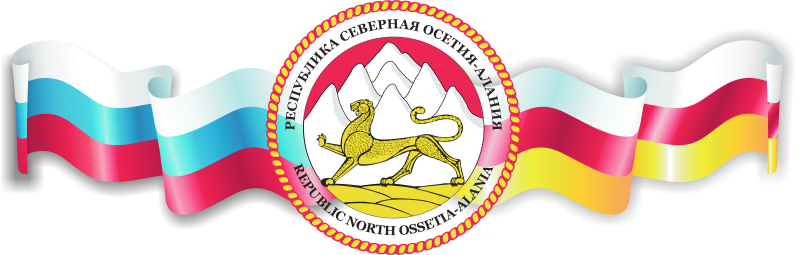 РЕСПУБЛИКА СЕВЕРНАЯ ОСЕТИЯ-АЛАНИЯ
REPUBLIC NORTH OSSETIA-ALANIA